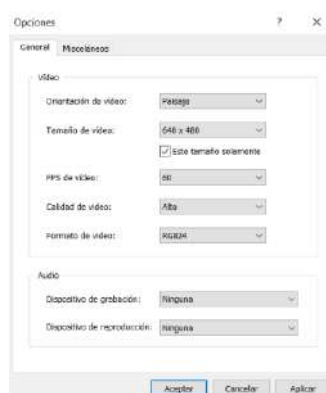 Opciones ? ×
General Misceláneos
Vídeo
Orientación de vídeo: Paisaje
Tamaño de vídeo: 640 x 480
Este tamaño solamente
FPS de vídeo: 60
Calidad de vídeo: Alta
Formato de vídeo: RGB24
Audio
Dispositivo de grabación: Ninguna
Dispositivo de reproducción: Ninguna
Aceptar Cancelar Aplicar